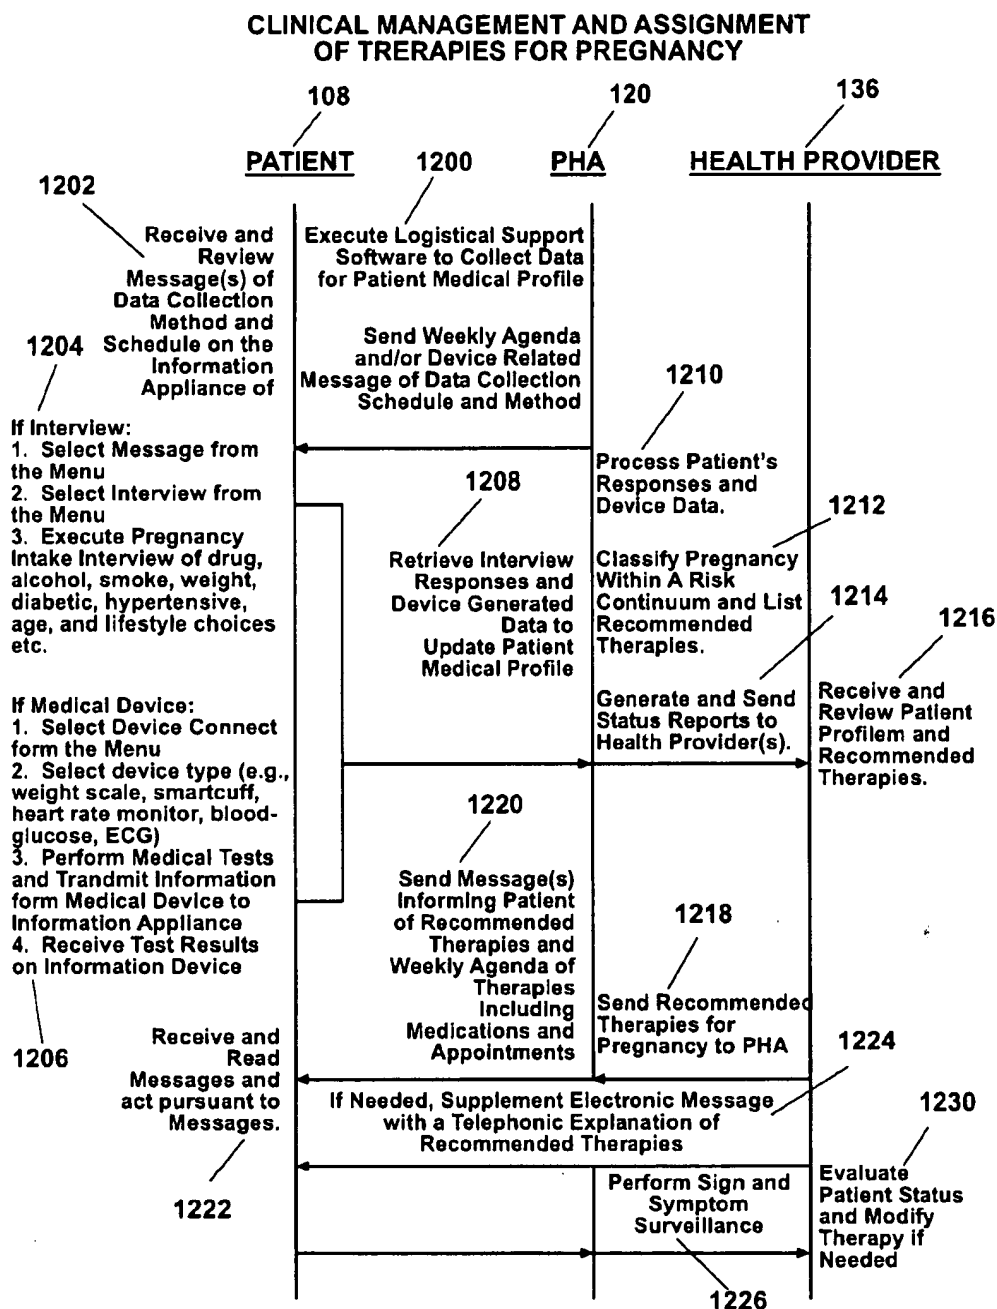 CLINICAL MANAGEMENT AND ASSIGNMENT
OF TRERAPIES FOR PREGNANCY
108
120
136
PATIENT
PHA
HEALTH PROVIDER
1200
1202
Receive and
Review
Message(s) of
Data Collection
Method and
Schedule on the
Information
Appliance of
Execute Logistical Support
Software to Collect Data
for Patient Medical Profile
Send Weekly Agenda
and/or Device Related
Message of Data Collection
Schedule and Method
1204
If Interview:
1. Select Message from
the Menu
2. Select Interview from
the Menu
3. Execute Pregnancy
Intake Interview of drug,
alcohol, smoke, weight,
diabetic, hypertensive,
age, and lifestyle choices
etc.
1208
Retrieve Interview
Responses and
Device Generated
Data to
Update Patient
Medical Profile
1210
Process Patient's
Responses and
Device Data.
1212
Classify Pregnancy
Within A Risk
Continuum and List
Recommended
Therapies.
1214
Generate and Send
Status Reports to
Health Provider(s).
1216
Receive and
Review Patient
Profilem and
Recommended
Therapies.
If Medical Device:
1. Select Device Connect
form the Menu
2. Select device type (e.g.,
weight scale, smartcuff,
heart rate monitor, blood-
glucose, ECG)
3. Perform Medical Tests
and Trandmit Information
form Medical Device to
Information Appliance
4. Receive Test Results
on Information Device
1206
1220
Send Message(s)
Informing Patient
of Recommended
Therapies and
Weekly Agenda of
Therapies
Including
Medications and
Appointments
1218
Send Recommended
Therapies for
Pregnancy to PHA
Receive and
Read
Messages and
act pursuant to
Messages.
1222
1224
If Needed, Supplement Electronic Message
with a Telephonic Explanation of
Recommended Therapies
1230
Evaluate
Patient Status
and Modify
Therapy if
Needed
Perform Sign and
Symptom
Surveillance
1226